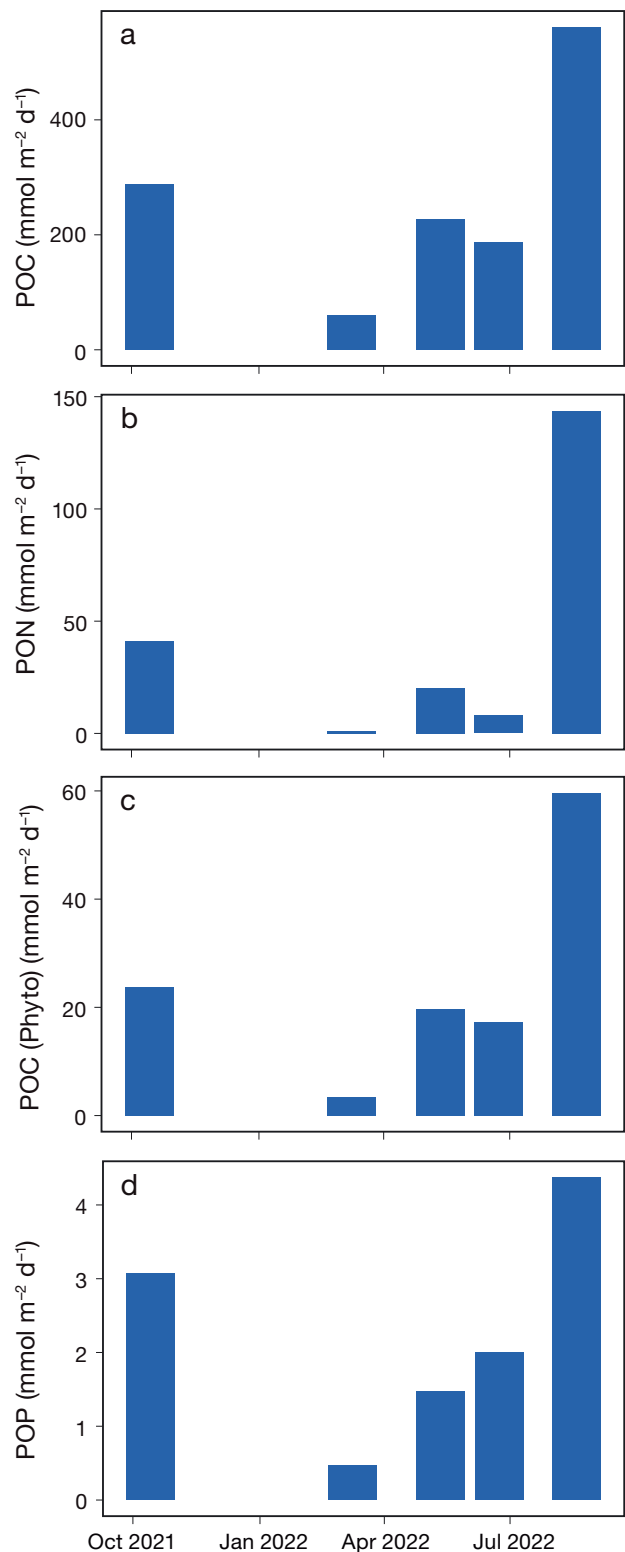 a
POC (mmol m⁻² d⁻¹)
400
200
0
b
PON (mmol m⁻² d⁻¹)
150
100
50
0
c
POC (Phyto) (mmol m⁻² d⁻¹)
60
40
20
0
d
POP (mmol m⁻² d⁻¹)
4
3
2
1
0
Oct 2021 Jan 2022 Apr 2022 Jul 2022